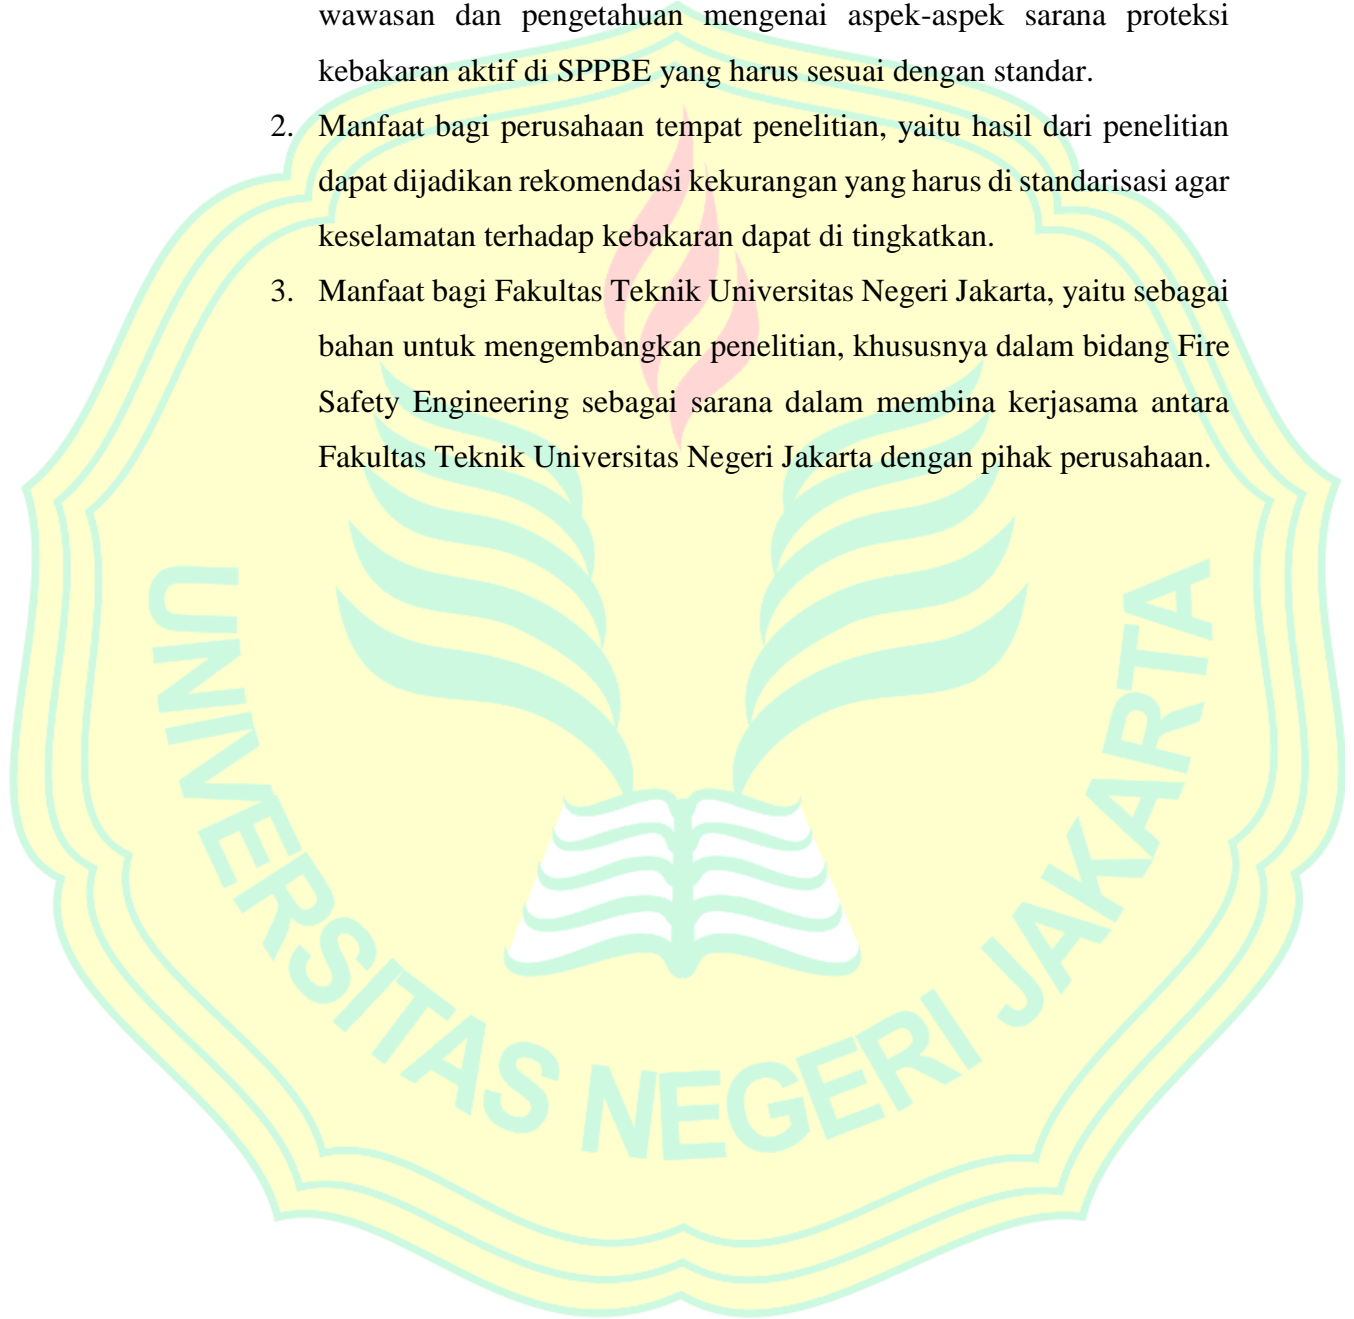 wawasan dan pengetahuan mengenai aspek-aspek sarana proteksi
kebakaran aktif di SPPBE yang harus sesuai dengan standar.
2. Manfaat bagi perusahaan tempat penelitian, yaitu hasil dari penelitian
dapat dijadikan rekomendasi kekurangan yang harus di standarisasi agar
keselamatan terhadap kebakaran dapat di tingkatkan.
3. Manfaat bagi Fakultas Teknik Universitas Negeri Jakarta, yaitu sebagai
bahan untuk mengembangkan penelitian, khususnya dalam bidang Fire
Safety Engineering sebagai sarana dalam membina kerjasama antara
Fakultas Teknik Universitas Negeri Jakarta dengan pihak perusahaan.
UNIVERSITAS NEGERI JAKARTA